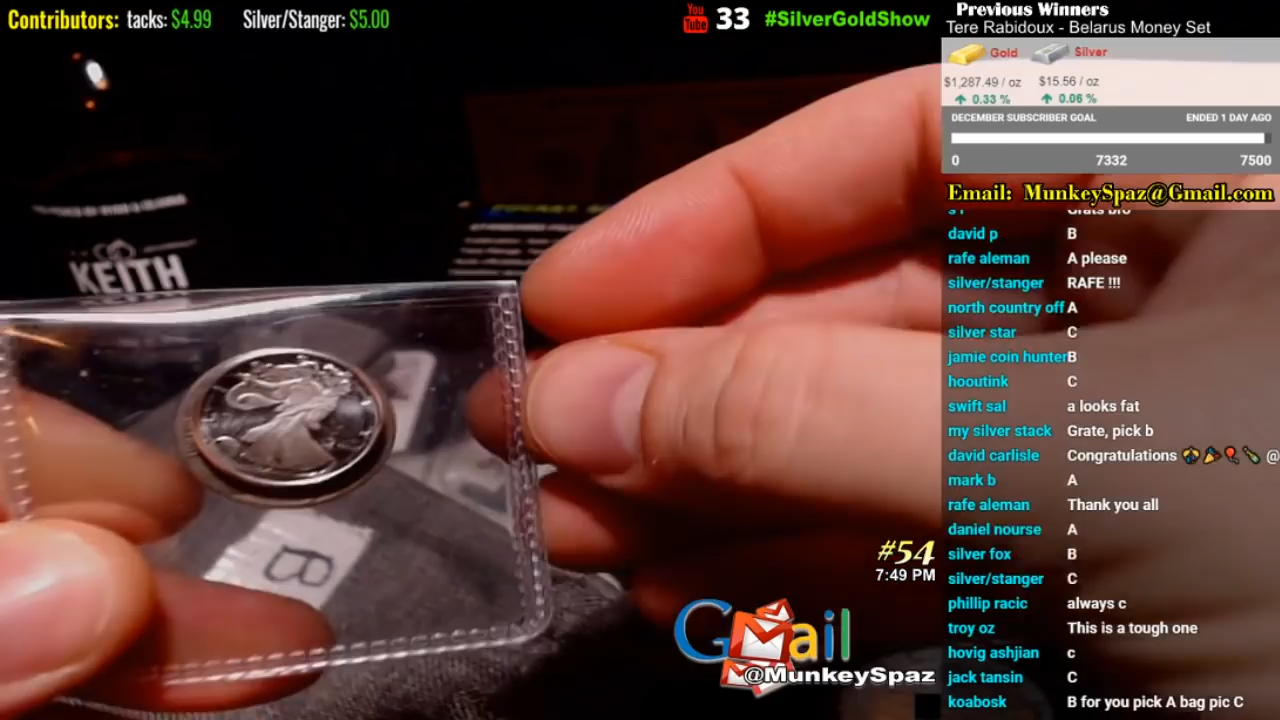 Contributors: tacks: $4.99 Silver/Stanger: $5.00
You Tube 33 #SilverGoldShow
Previous Winners
Tere Rabidoux - Belarus Money Set
Gold Silver
$1,287.49 / oz $15.56 / oz
0.33 % 0.06 %
DECEMBER SUBSCRIBER GOAL ENDED 1 DAY AGO
0 7332 7500
Email: MunkeySpaz@Gmail.com
Grats bro
david p B
rafe aleman A please
silver/stanger RAFE !!!
north country off A
silver star C
jamie coin hunter B
hooutink C
swift sal a looks fat
my silver stack Grate, pick b
david carlisle Congratulations @
mark b A
rafe aleman Thank you all
daniel nourse A
silver fox B
silver/stanger C
phillip racic always c
troy oz This is a tough one
hovig ashjian c
jack tansin C
koabosk B for you pick A bag pic C
KEITH
B
#54
7:49 PM
Gmail
@MunkeySpaz